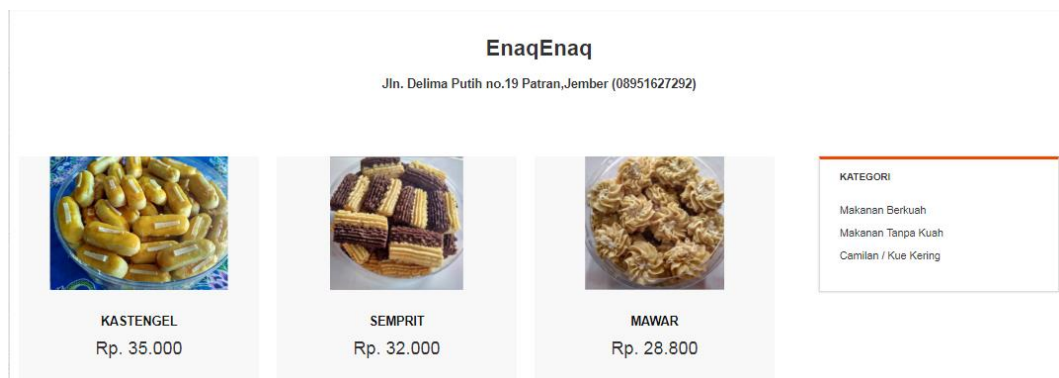 EnaqEnaq
Jln. Delima Putih no.19 Patran,Jember (08951627292)
KASTENGEL
Rp. 35.000
SEMPRIT
Rp. 32.000
MAWAR
Rp. 28.800
KATEGORI
Makanan Berkuah
Makanan Tanpa Kuah
Camilan / Kue Kering